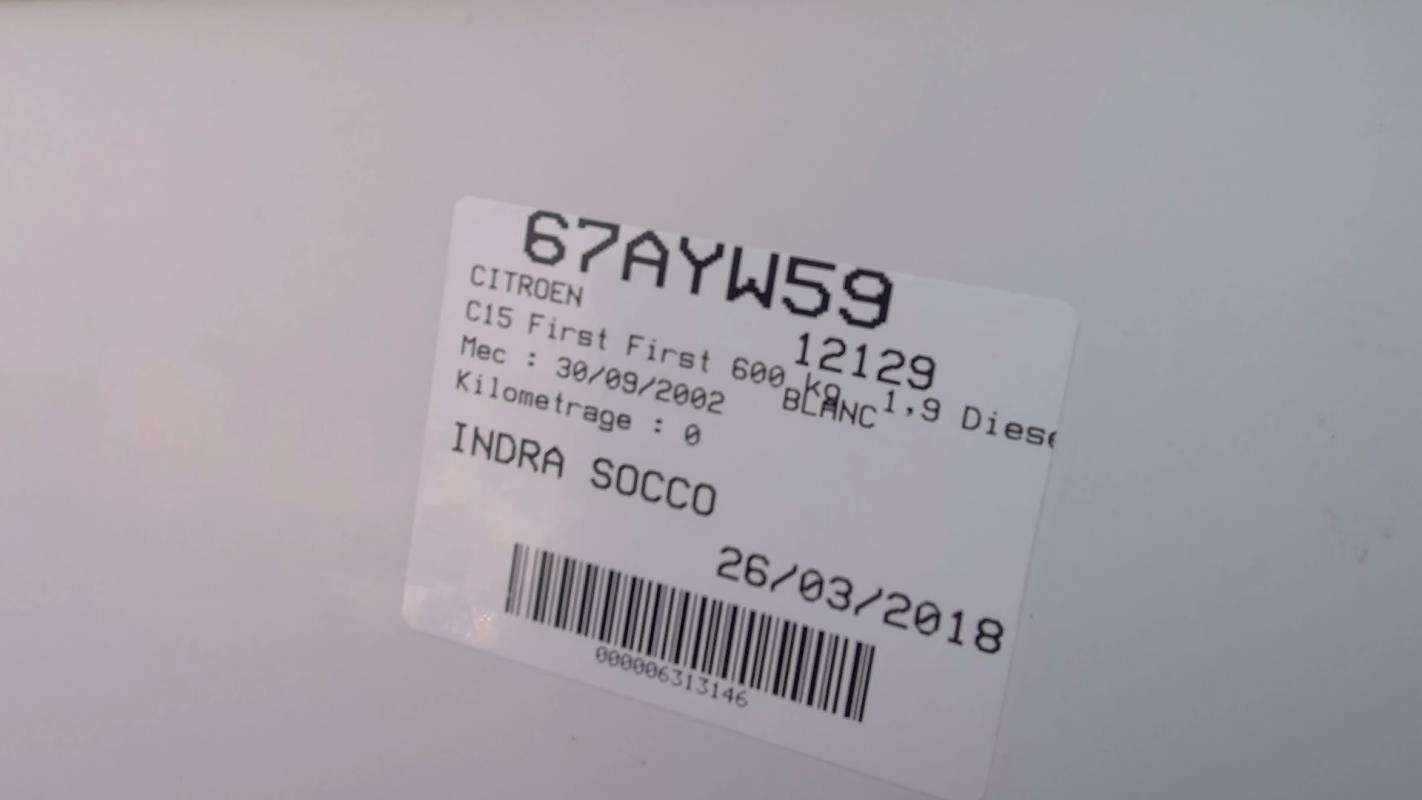 67AYW59
CITROEN
12129
C15 First First 600 kg 1,9 Diese
Mec : 30/09/2002 BLANC
Kilometrage : 0
INDRA SOCCO
26/03/2018
000006313146